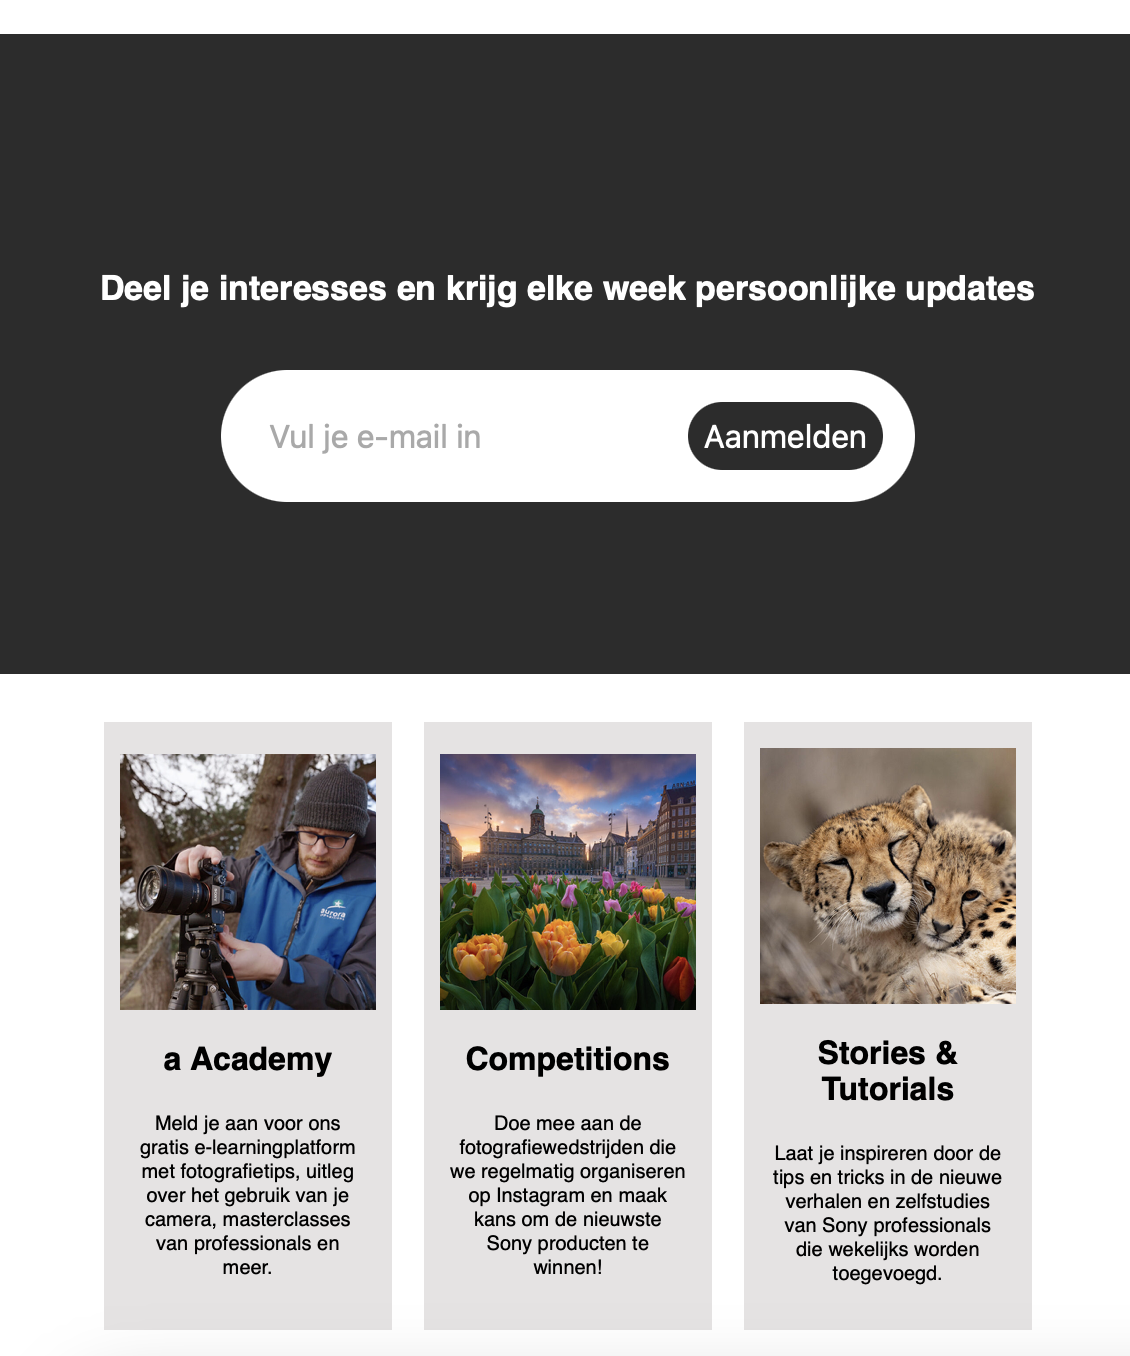 Deel je interesses en krijg elke week persoonlijke updates
Vul je e-mail in
Aanmelden
aurora
a Academy
Meld je aan voor ons
gratis e-learningplatform
met fotografietips, uitleg
over het gebruik van je
camera, masterclasses
van professionals en
meer.
Competitions
Doe mee aan de
fotografiewedstrijden die
we regelmatig organiseren
op Instagram en maak
kans om de nieuwste
Sony producten te
winnen!
Stories &
Tutorials
Laat je inspireren door de
tips en tricks in de nieuwe
verhalen en zelfstudies
van Sony professionals
die wekelijks worden
toegevoegd.